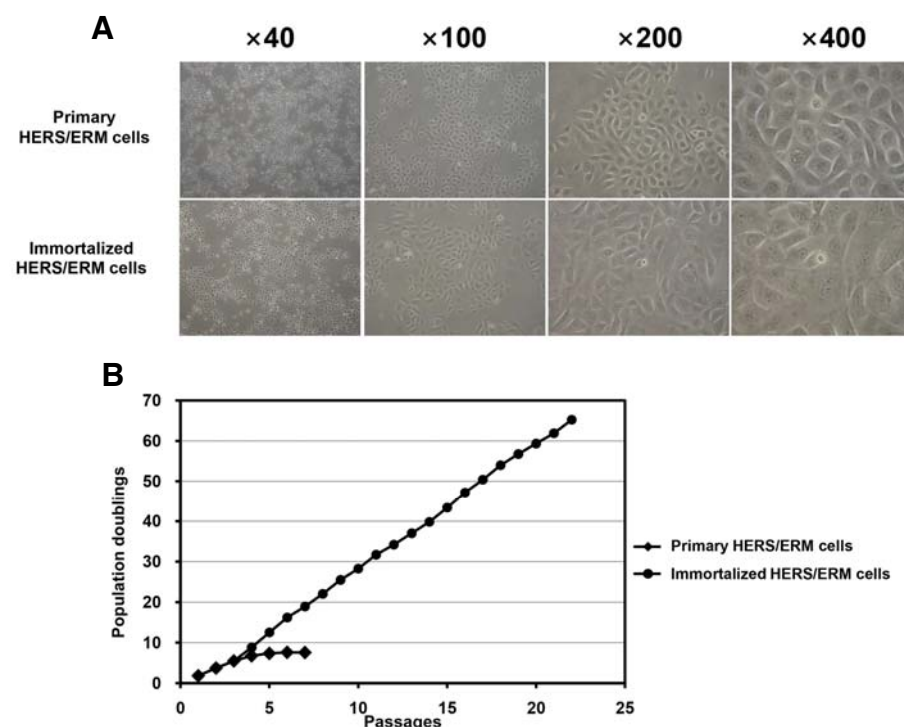 A
×40 ×100 ×200 ×400
Primary
HERS/ERM cells
Immortalized
HERS/ERM cells
B
70
60
50
40
30
20
10
0
Population doublings
0 5 10 15 20 25
Passages
Primary HERS/ERM cells
Immortalized HERS/ERM cells